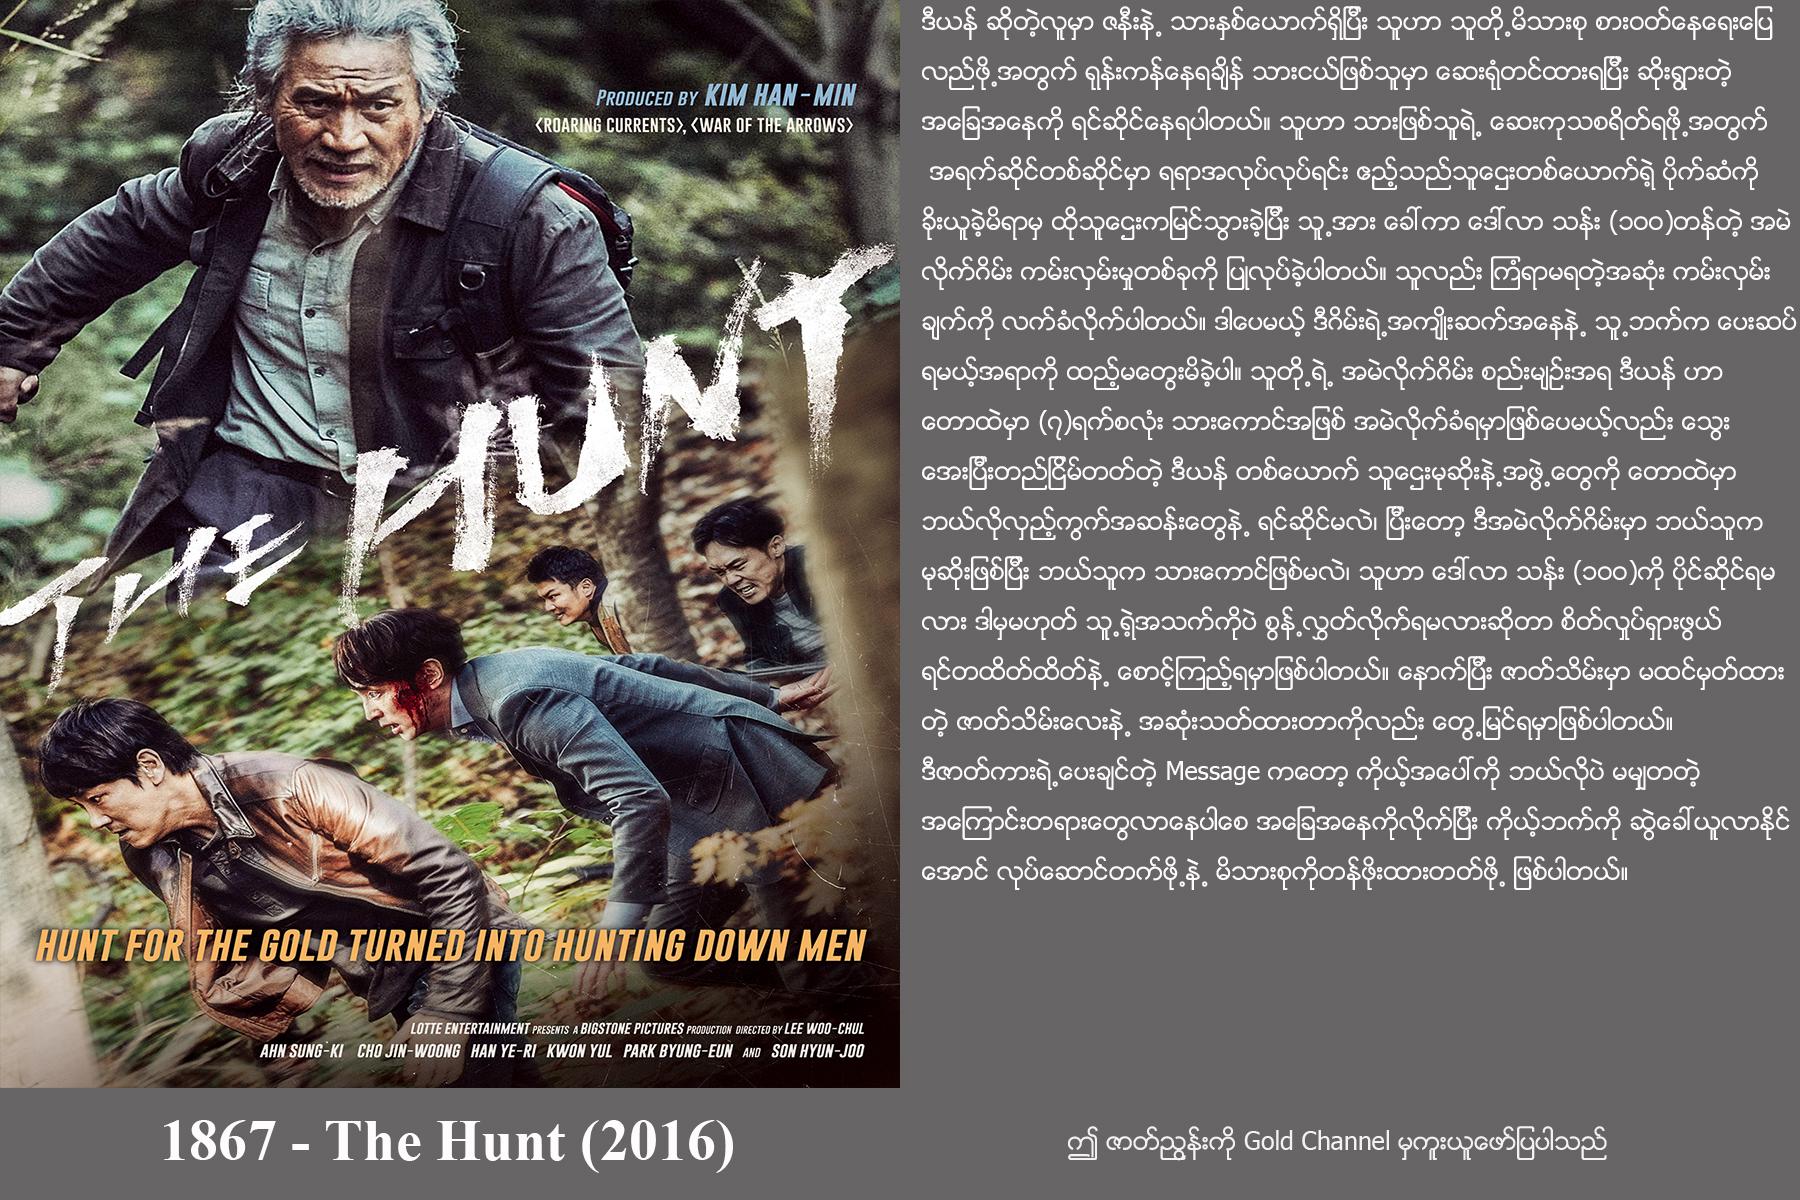 PRODUCED BY KIM HAN-MIN
<ROARING CURRENTS>, <WAR OF THE ARROWS>
THE HUNT
HUNT FOR THE GOLD TURNED INTO HUNTING DOWN MEN
LOTTE ENTERTAINMENT PRESENTS A BIGSTONE PICTURES PRODUCTION DIRECTED BY LEE WOO-CHUL
AHN SUNG-KI CHO JIN-WOONG HAN YE-RI KWON YUL PARK BYUNG-EUN AND SON HYUN-JOO
1867 - The Hunt (2016)
ဒီယန် ဆိုတဲ့လူမှာ ဇနီးနဲ့ သားနှစ်ယောက်ရှိပြီး သူဟာ သူတို့မိသားစု စားဝတ်နေရေးပြေ
လည်ဖို့အတွက် ရုန်းကန်နေရချိန် သားငယ်ဖြစ်သူမှာ ဆေးရုံတင်ထားရပြီး ဆိုးရွားတဲ့
အခြေအနေကို ရင်ဆိုင်နေရပါတယ်။ သူဟာ သားဖြစ်သူရဲ့ ဆေးကုသစရိတ်ရဖို့အတွက်
အရက်ဆိုင်တစ်ဆိုင်မှာ ရရာအလုပ်လုပ်ရင်း ဧည့်သည်သူဌေးတစ်ယောက်ရဲ့ ပိုက်ဆံကို
ခိုးယူခဲ့မိရာမှ ထိုသူဌေးကမြင်သွားခဲ့ပြီး သူ့အား ခေါ်ကာ ဒေါ်လာ သန်း (၁၀၀)တန်တဲ့ အမဲ
လိုက်ဂိမ်း ကမ်းလှမ်းမှုတစ်ခုကို ပြုလုပ်ခဲ့ပါတယ်။ သူလည်း ကြံရာမရတဲ့အဆုံး ကမ်းလှမ်း
ချက်ကို လက်ခံလိုက်ပါတယ်။ ဒါပေမယ့် ဒီဂိမ်းရဲ့အကျိုးဆက်အနေနဲ့ သူ့ဘက်က ပေးဆပ်
ရမယ့်အရာကို ထည့်မတွေးမိခဲ့ပါ။ သူတို့ရဲ့ အမဲလိုက်ဂိမ်း စည်းမျဉ်းအရ ဒီယန် ဟာ
တောထဲမှာ (၇)ရက်စလုံး သားကောင်အဖြစ် အမဲလိုက်ခံရမှာဖြစ်ပေမယ့်လည်း သွေး
အေးပြီးတည်ငြိမ်တတ်တဲ့ ဒီယန် တစ်ယောက် သူဌေးမုဆိုးနဲ့အဖွဲ့တွေကို တောထဲမှာ
ဘယ်လိုလှည့်ကွက်အဆန်းတွေနဲ့ ရင်ဆိုင်မလဲ၊ ပြီးတော့ ဒီအမဲလိုက်ဂိမ်းမှာ ဘယ်သူက
မုဆိုးဖြစ်ပြီး ဘယ်သူက သားကောင်ဖြစ်မလဲ၊ သူဟာ ဒေါ်လာ သန်း (၁၀၀)ကို ပိုင်ဆိုင်ရမ
လား ဒါမှမဟုတ် သူ့ရဲ့အသက်ကိုပဲ စွန့်လွှတ်လိုက်ရမလားဆိုတာ စိတ်လှုပ်ရှားဖွယ်
ရင်တထိတ်ထိတ်နဲ့ စောင့်ကြည့်ရမှာဖြစ်ပါတယ်။ နောက်ပြီး ဇာတ်သိမ်းမှာ မထင်မှတ်ထား
တဲ့ ဇာတ်သိမ်းလေးနဲ့ အဆုံးသတ်ထားတာကိုလည်း တွေ့မြင်ရမှာဖြစ်ပါတယ်။
ဒီဇာတ်ကားရဲ့ပေးချင်တဲ့ Message ကတော့ ကိုယ့်အပေါ်ကို ဘယ်လိုပဲ မမျှတတဲ့
အကြောင်းတရားတွေလာနေပါစေ အခြေအနေကိုလိုက်ပြီး ကိုယ့်ဘက်ကို ဆွဲခေါ်ယူလာနိုင်
အောင် လုပ်ဆောင်တက်ဖို့နဲ့ မိသားစုကိုတန်ဖိုးထားတတ်ဖို့ ဖြစ်ပါတယ်။
ဤ ဇာတ်ညွှန်းကို Gold Channel မှကူးယူဖော်ပြပါသည်